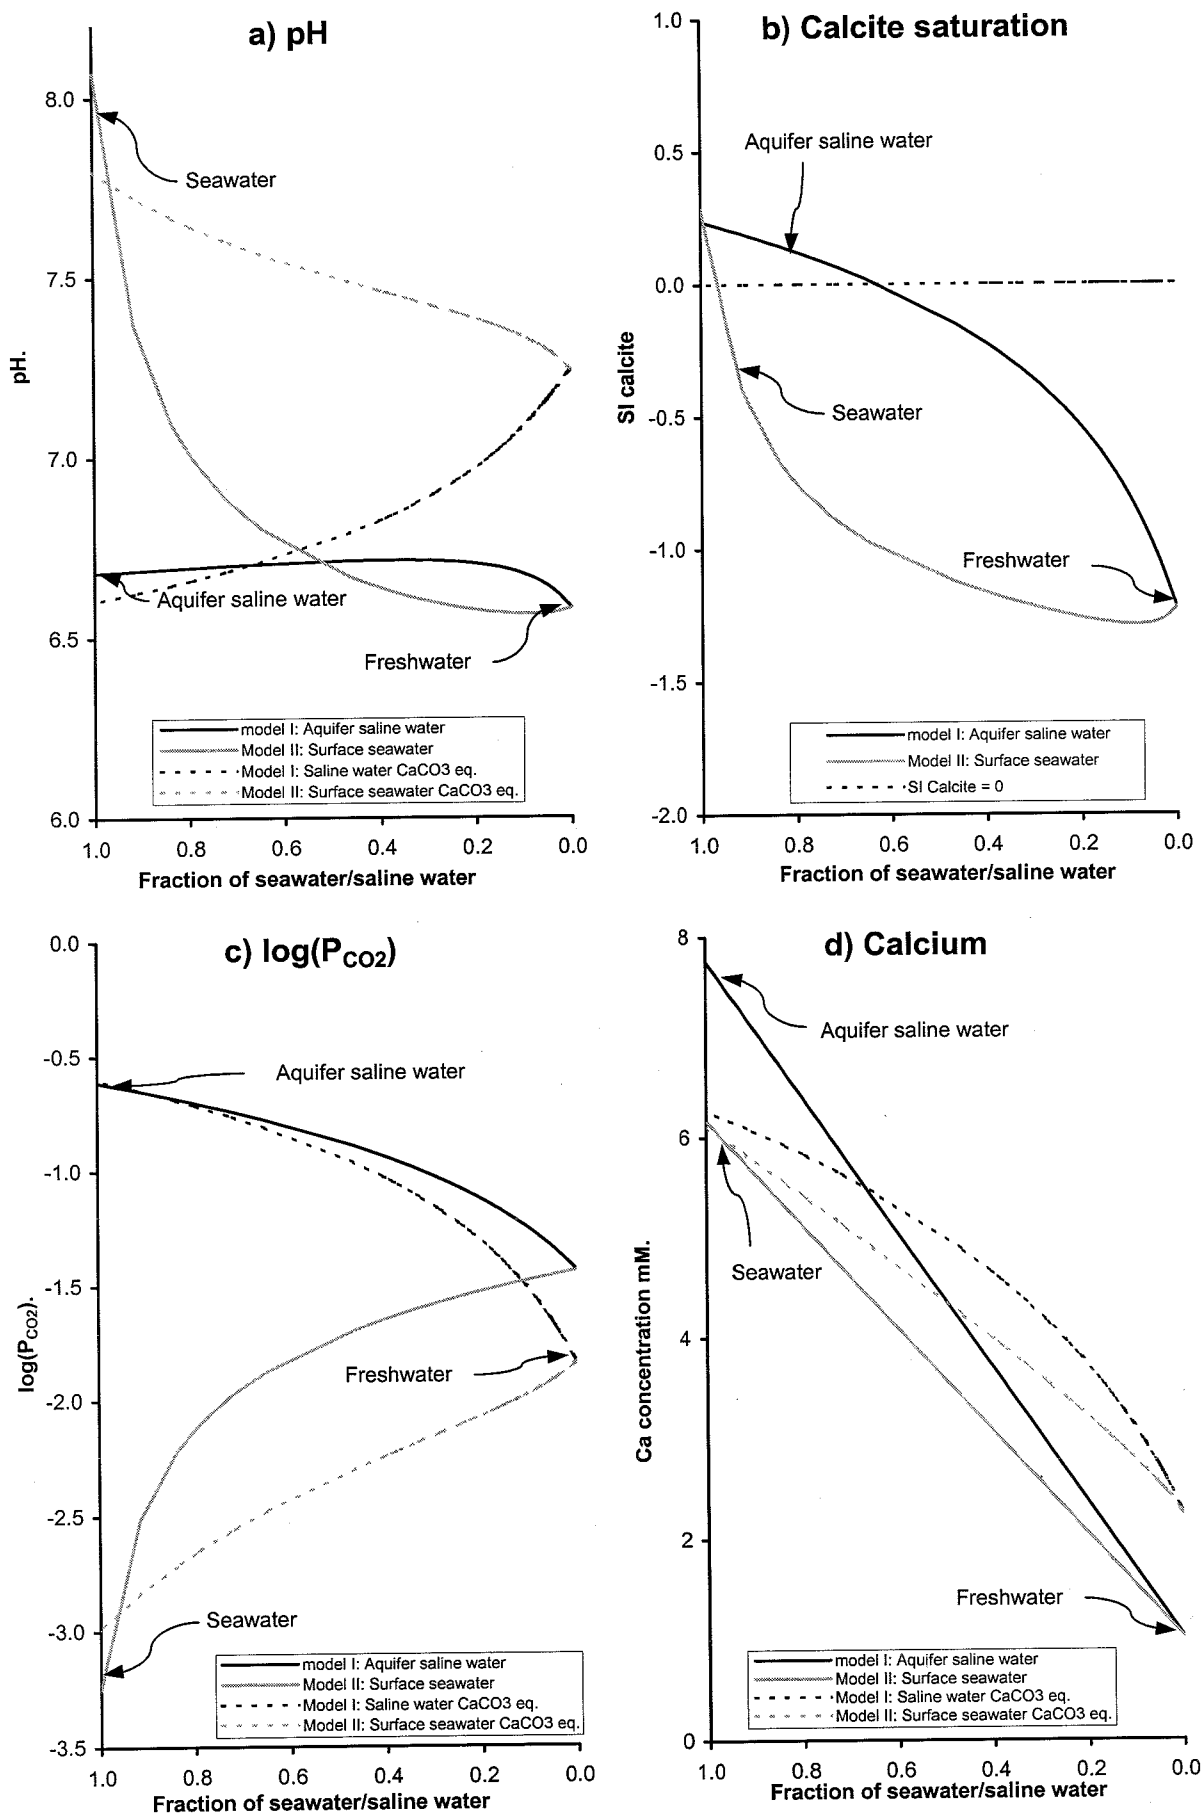 a) pH
8.0
7.5
7.0
6.5
6.0
pH.
Seawater
Aquifer saline water
Freshwater
model I: Aquifer saline water
Model II: Surface seawater
Model I: Saline water CaCO3 eq.
Model II: Surface seawater CaCO3 eq.
1.0 0.8 0.6 0.4 0.2 0.0
Fraction of seawater/saline water
b) Calcite saturation
1.0
0.5
0.0
-0.5
-1.0
-1.5
-2.0
SI calcite
Aquifer saline water
Seawater
Freshwater
model I: Aquifer saline water
Model II: Surface seawater
SI Calcite = 0
1.0 0.8 0.6 0.4 0.2 0.0
Fraction of seawater/saline water
c) log(PCO2)
0.0
-0.5
-1.0
-1.5
-2.0
-2.5
-3.0
-3.5
log(PCO2).
Aquifer saline water
Freshwater
Seawater
model I: Aquifer saline water
Model II: Surface seawater
Model I: Saline water CaCO3 eq.
Model II: Surface seawater CaCO3 eq.
1.0 0.8 0.6 0.4 0.2 0.0
Fraction of seawater/saline water
d) Calcium
8
6
4
2
0
Ca concentration mM.
Aquifer saline water
Seawater
Freshwater
model I: Aquifer saline water
Model II: Surface seawater
Model I: Saline water CaCO3 eq.
Model II: Surface seawater CaCO3 eq.
1.0 0.8 0.6 0.4 0.2 0.0
Fraction of seawater/saline water